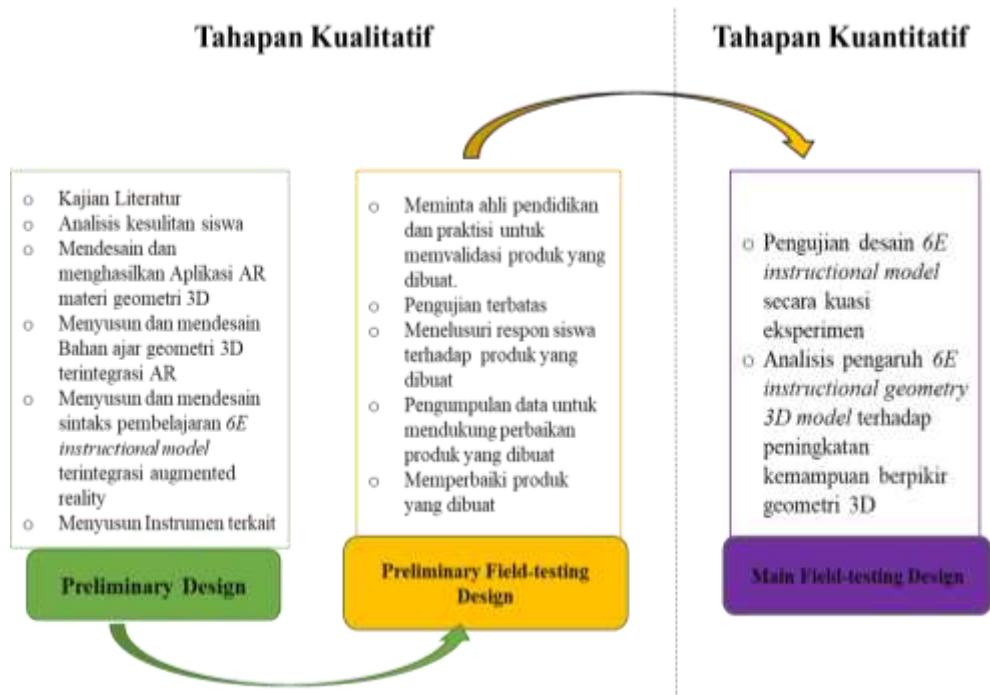 Tahapan Kualitatif
Tahapan Kuantitatif
o Kajian Literatur
o Analisis kesulitan siswa
o Mendesain dan
menghasilkan Aplikasi AR
materi geometri 3D
o Menyusun dan mendesain
Bahan ajar geometri 3D
terintegrasi AR
o Menyusun dan mendesain
sintaks pembelajaran 6E
instructional model
terintegrasi augmented
reality
o Menyusun Instrumen terkait
Preliminary Design
o Meminta ahli pendidikan
dan praktisi untuk
memvalidasi produk yang
dibuat.
o Pengujian terbatas
o Menelusuri respon siswa
terhadap produk yang
dibuat
o Pengumpulan data untuk
mendukung perbaikan
produk yang dibuat
o Memperbaiki produk
yang dibuat
Preliminary Field-testing
Design
o Pengujian desain 6E
instructional model
secara kuasi
eksperimen
o Analisis pengaruh 6E
instructional geometry
3D model terhadap
peningkatan
kemampuan berpikir
geometri 3D
Main Field-testing Design